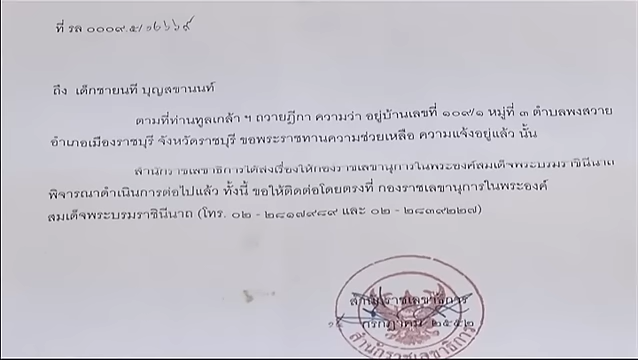 ที่ รล ๐๐๐๙.๕/๑๖๖๖๙
ถึง เด็กชายนที บุญสขานนท์
ตามที่ท่านทูลเกล้า ฯ ถวายฎีกา ความว่า อยู่บ้านเลขที่ ๑๐๙/๑ หมู่ที่ ๓ ตำบลพงสวาย
อำเภอเมืองราชบุรี จังหวัดราชบุรี ขอพระราชทานความช่วยเหลือ ความแจ้งอยู่แล้ว นั้น
สำนักราชเลขาธิการได้ส่งเรื่องให้กองราชเลขานุการในพระองค์สมเด็จพระบรมราชินีนาถ
พิจารณาดำเนินการต่อไปแล้ว ทั้งนี้ ขอให้ติดต่อโดยตรงที่ กองราชเลขานุการในพระองค์
สมเด็จพระบรมราชินีนาถ (โทร. ๐๒ - ๒๘๑๗๙๘๙ และ ๐๒ - ๒๘๓๙๒๒๗)
สำนักราชเลขาธิการ
กรกฎาคม ๒๕๕๒
สำนักราชเลขาธิการ